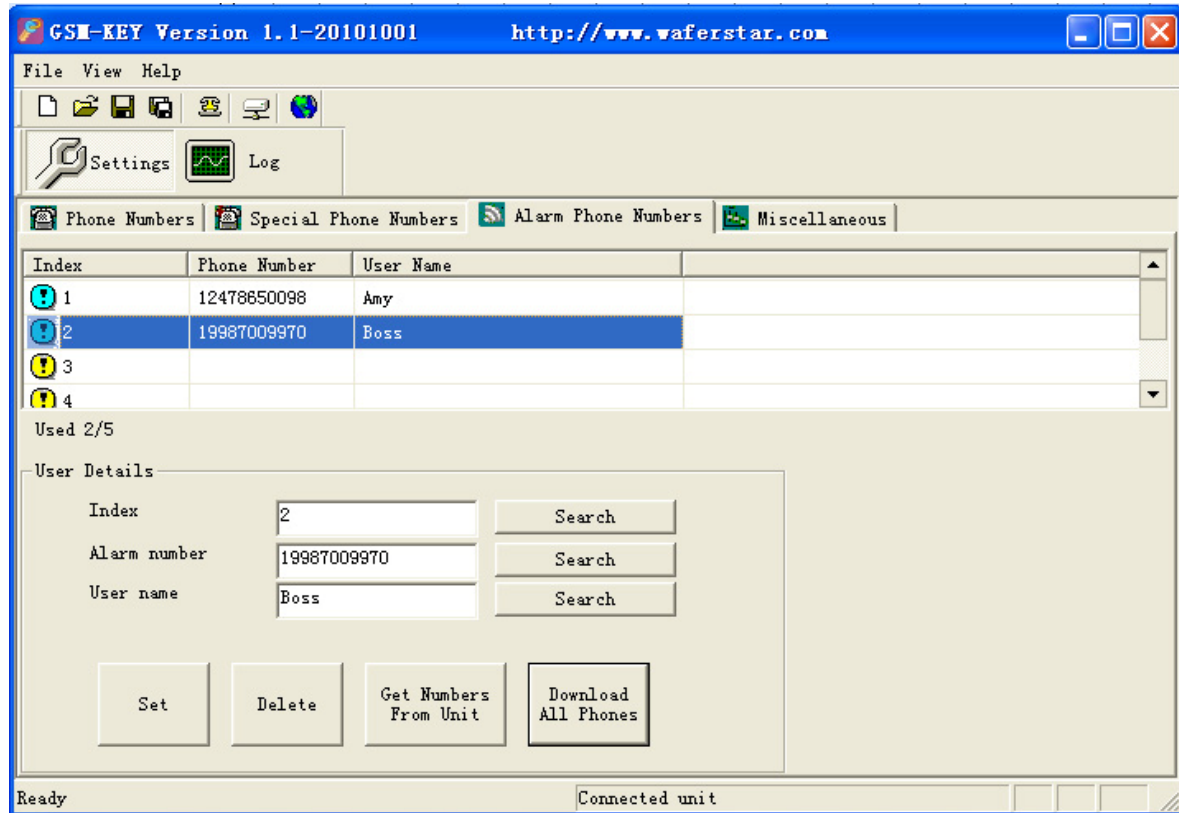 GSM-KEY Version 1.1-20101001 http://www.waferstar.com
File View Help
Settings Log
Phone Numbers Special Phone Numbers Alarm Phone Numbers Miscellaneous
Index Phone Number User Name
1 12478650098 Amy
2 19987009970 Boss
3
4
Used 2/5
User Details
Index 2 Search
Alarm number 19987009970 Search
User name Boss Search
Set Delete Get Numbers From Unit Download All Phones
Ready Connected unit